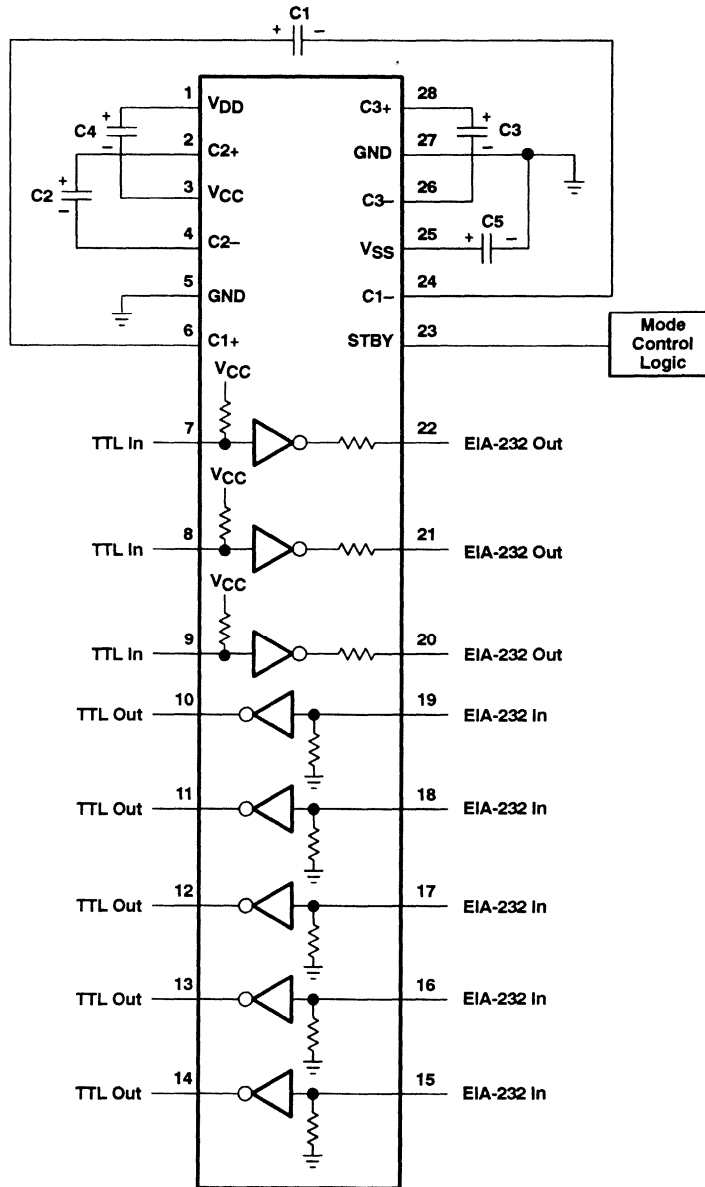 C1
+ −
1 VDD C3+ 28
+ C4 − + C3 −
2 C2+ GND 27
+ C2 −
3 VCC C3− 26
4 C2− VSS 25 + C5 −
5 GND C1− 24
6 C1+ STBY 23
Mode
Control
Logic
VCC
TTL In 7 22 EIA-232 Out
VCC
TTL In 8 21 EIA-232 Out
VCC
TTL In 9 20 EIA-232 Out
TTL Out 10 19 EIA-232 In
TTL Out 11 18 EIA-232 In
TTL Out 12 17 EIA-232 In
TTL Out 13 16 EIA-232 In
TTL Out 14 15 EIA-232 In